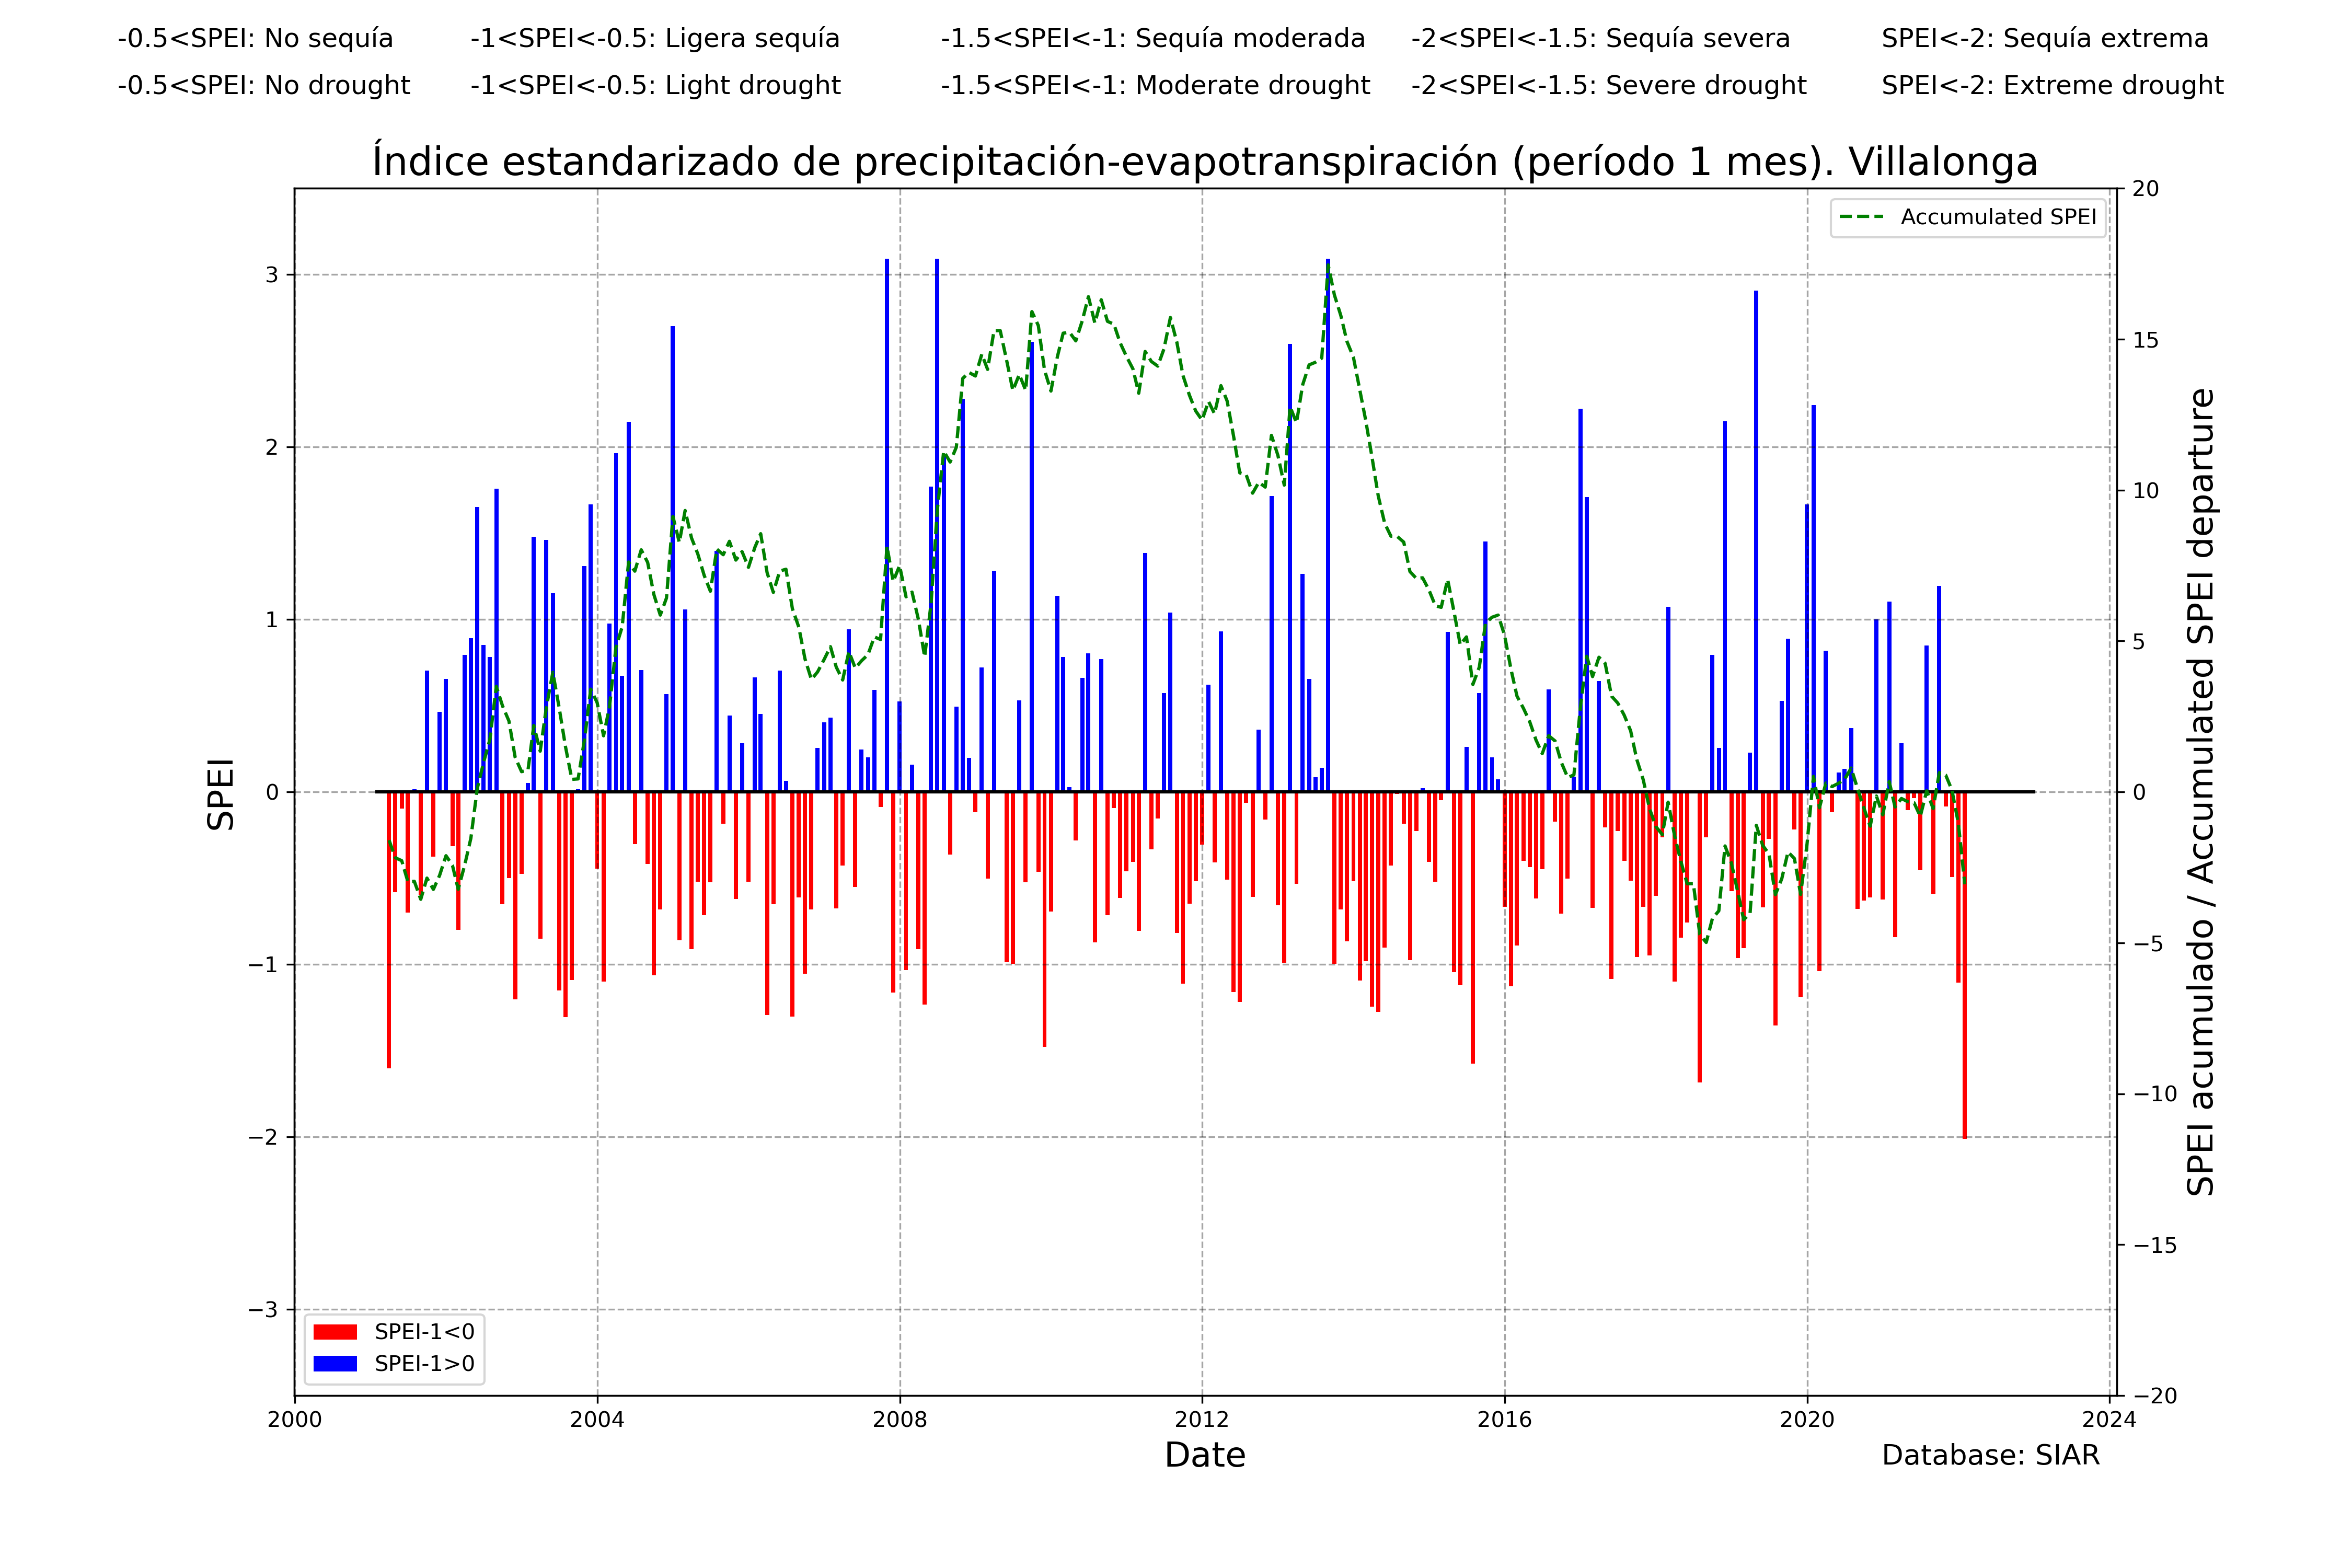 -0.5<SPEI: No sequía -1<SPEI<-0.5: Ligera sequía -1.5<SPEI<-1: Sequía moderada -2<SPEI<-1.5: Sequía severa SPEI<-2: Sequía extrema
-0.5<SPEI: No drought -1<SPEI<-0.5: Light drought -1.5<SPEI<-1: Moderate drought -2<SPEI<-1.5: Severe drought SPEI<-2: Extreme drought
Índice estandarizado de precipitación-evapotranspiración (período 1 mes). Villalonga
Accumulated SPEI
SPEI
3
2
1
0
−1
−2
−3
20
15
10
5
0
−5
−10
−15
−20
SPEI acumulado / Accumulated SPEI departure
SPEI-1<0
SPEI-1>0
2000 2004 2008 2012 2016 2020 2024
Date
Database: SIAR